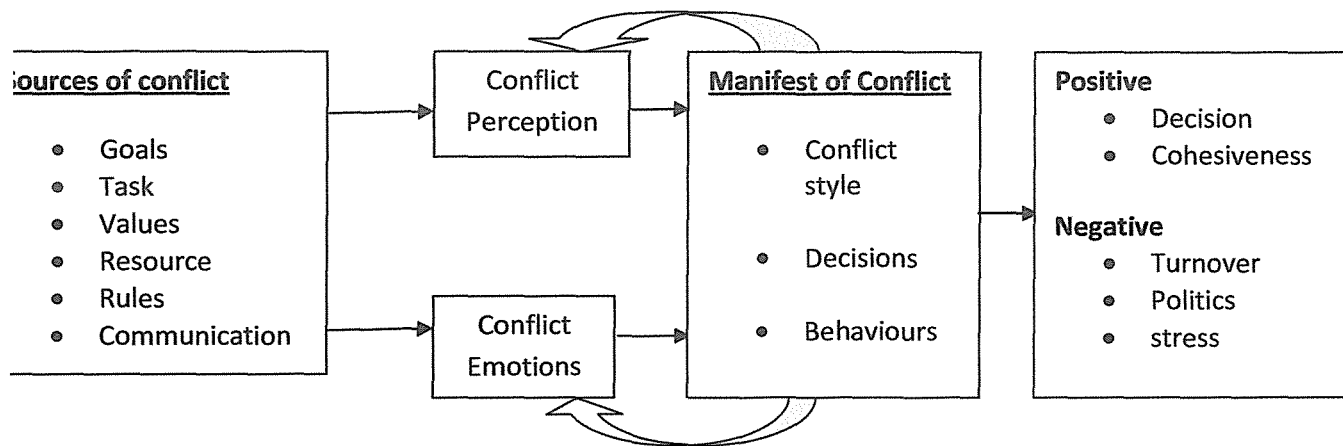 Sources of conflict
• Goals
• Task
• Values
• Resource
• Rules
• Communication
Conflict
Perception
Conflict
Emotions
Manifest of Conflict
• Conflict
style
• Decisions
• Behaviours
Positive
• Decision
• Cohesiveness
Negative
• Turnover
• Politics
• stress